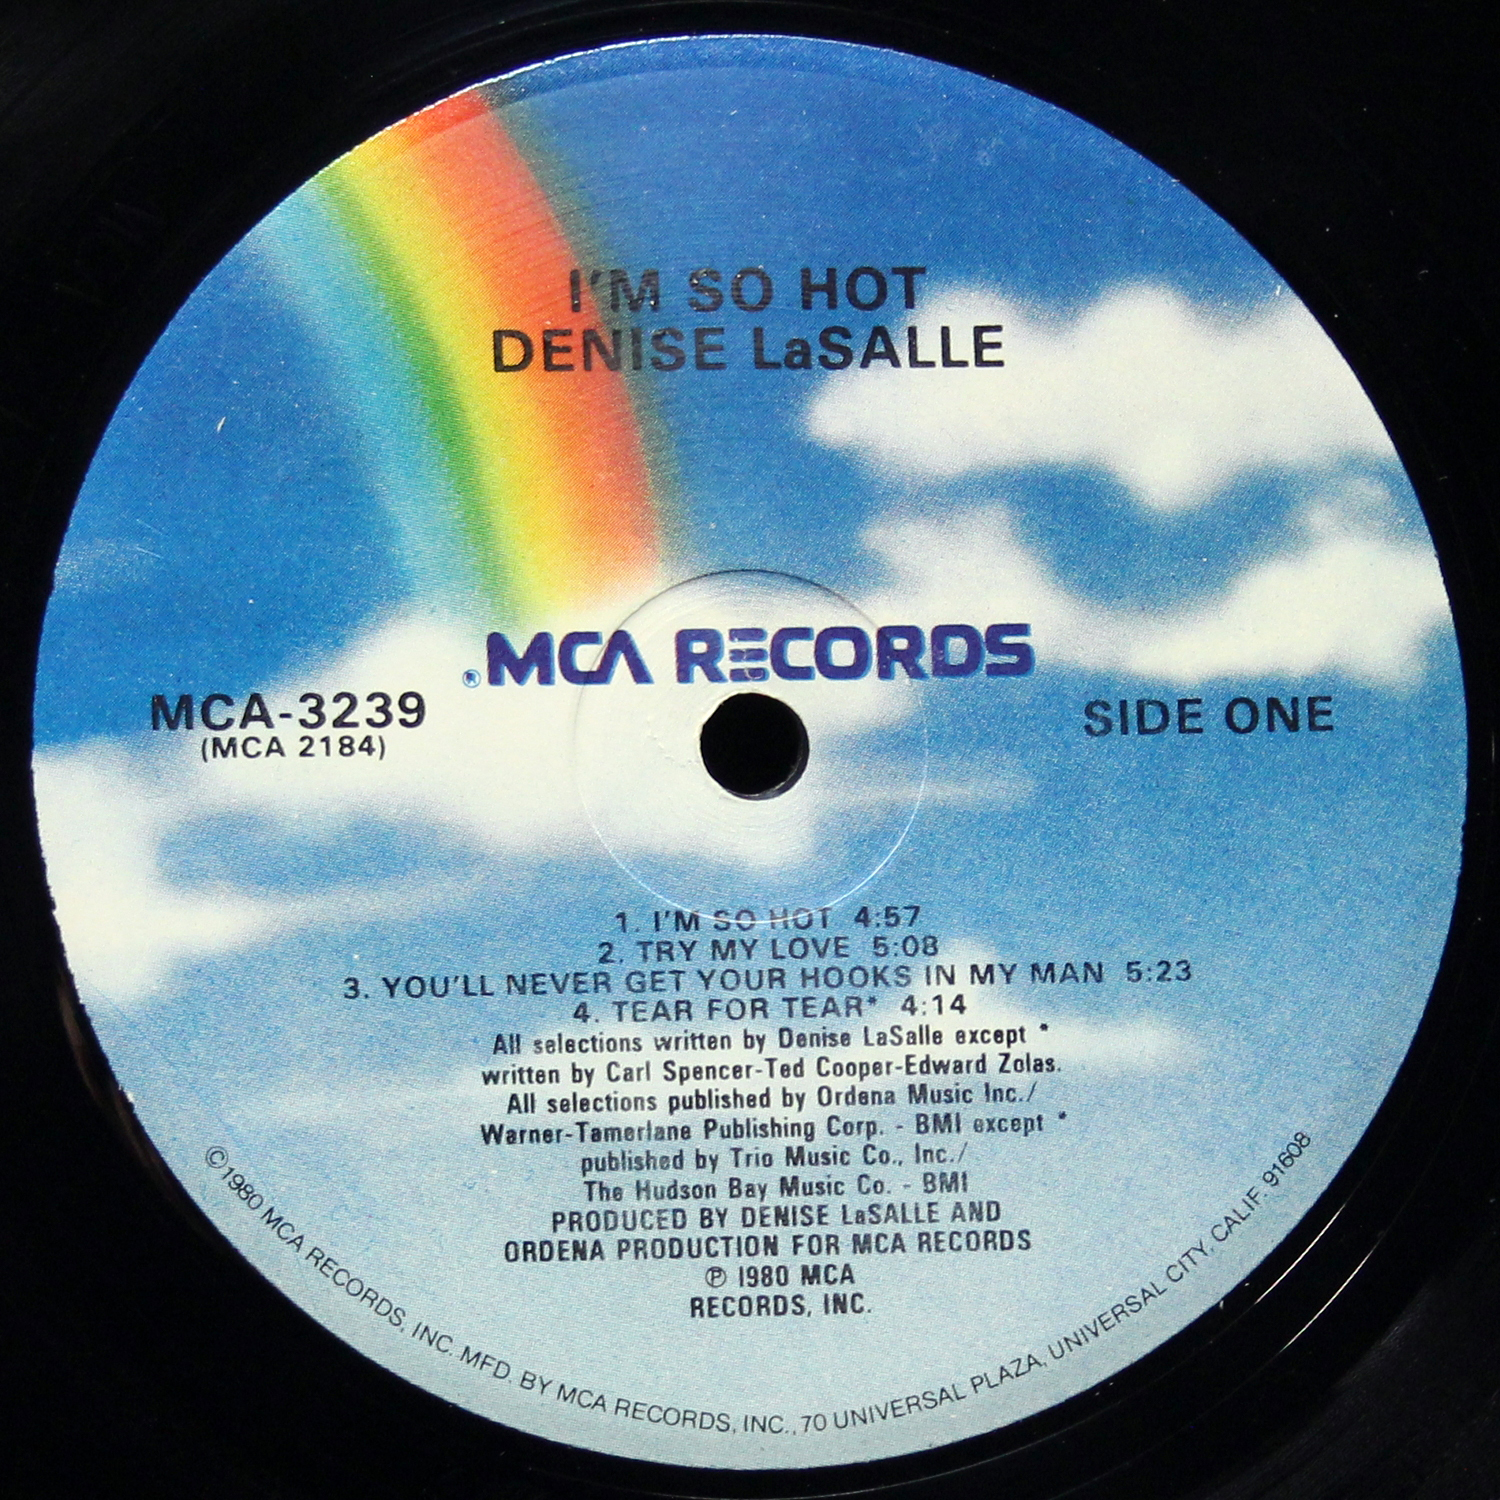 I'M SO HOT
DENISE LaSALLE
® MCA RECORDS
MCA-3239
(MCA 2184)
SIDE ONE
1. I'M SO HOT 4:57
2. TRY MY LOVE 5:08
3. YOU'LL NEVER GET YOUR HOOKS IN MY MAN 5:23
4. TEAR FOR TEAR* 4:14
All selections written by Denise LaSalle except *
written by Carl Spencer-Ted Cooper-Edward Zolas.
All selections published by Ordena Music Inc./
Warner-Tamerlane Publishing Corp. - BMI except *
published by Trio Music Co., Inc./
The Hudson Bay Music Co. - BMI
PRODUCED BY DENISE LaSALLE AND
ORDENA PRODUCTION FOR MCA RECORDS
℗ 1980 MCA
RECORDS, INC.
©1980 MCA RECORDS, INC. MFD. BY MCA RECORDS, INC., 70 UNIVERSAL PLAZA, UNIVERSAL CITY, CALIF. 91608